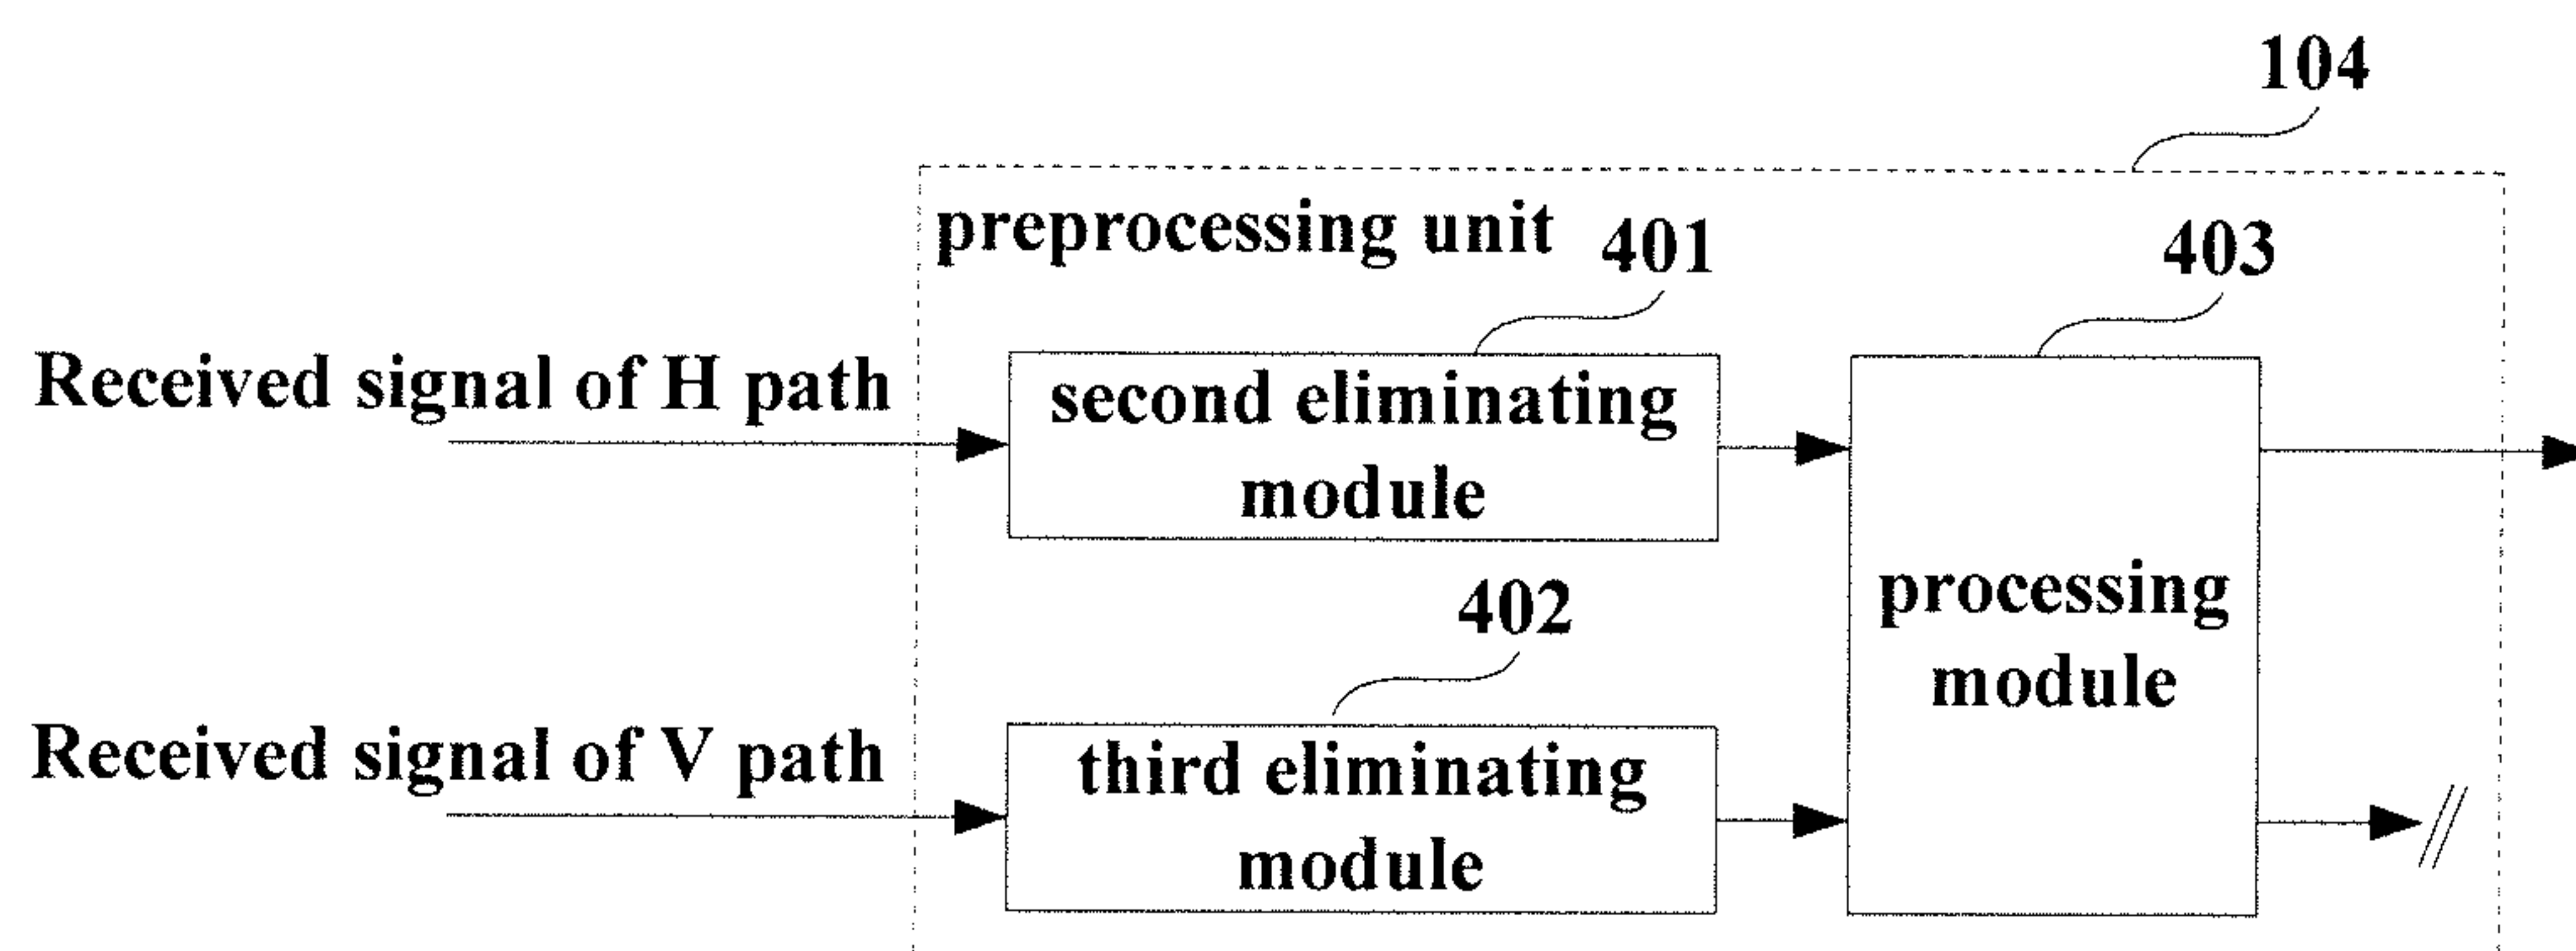 104
preprocessing unit
401
403
Received signal of H path
second eliminating
module
processing
module
402
Received signal of V path
third eliminating
module